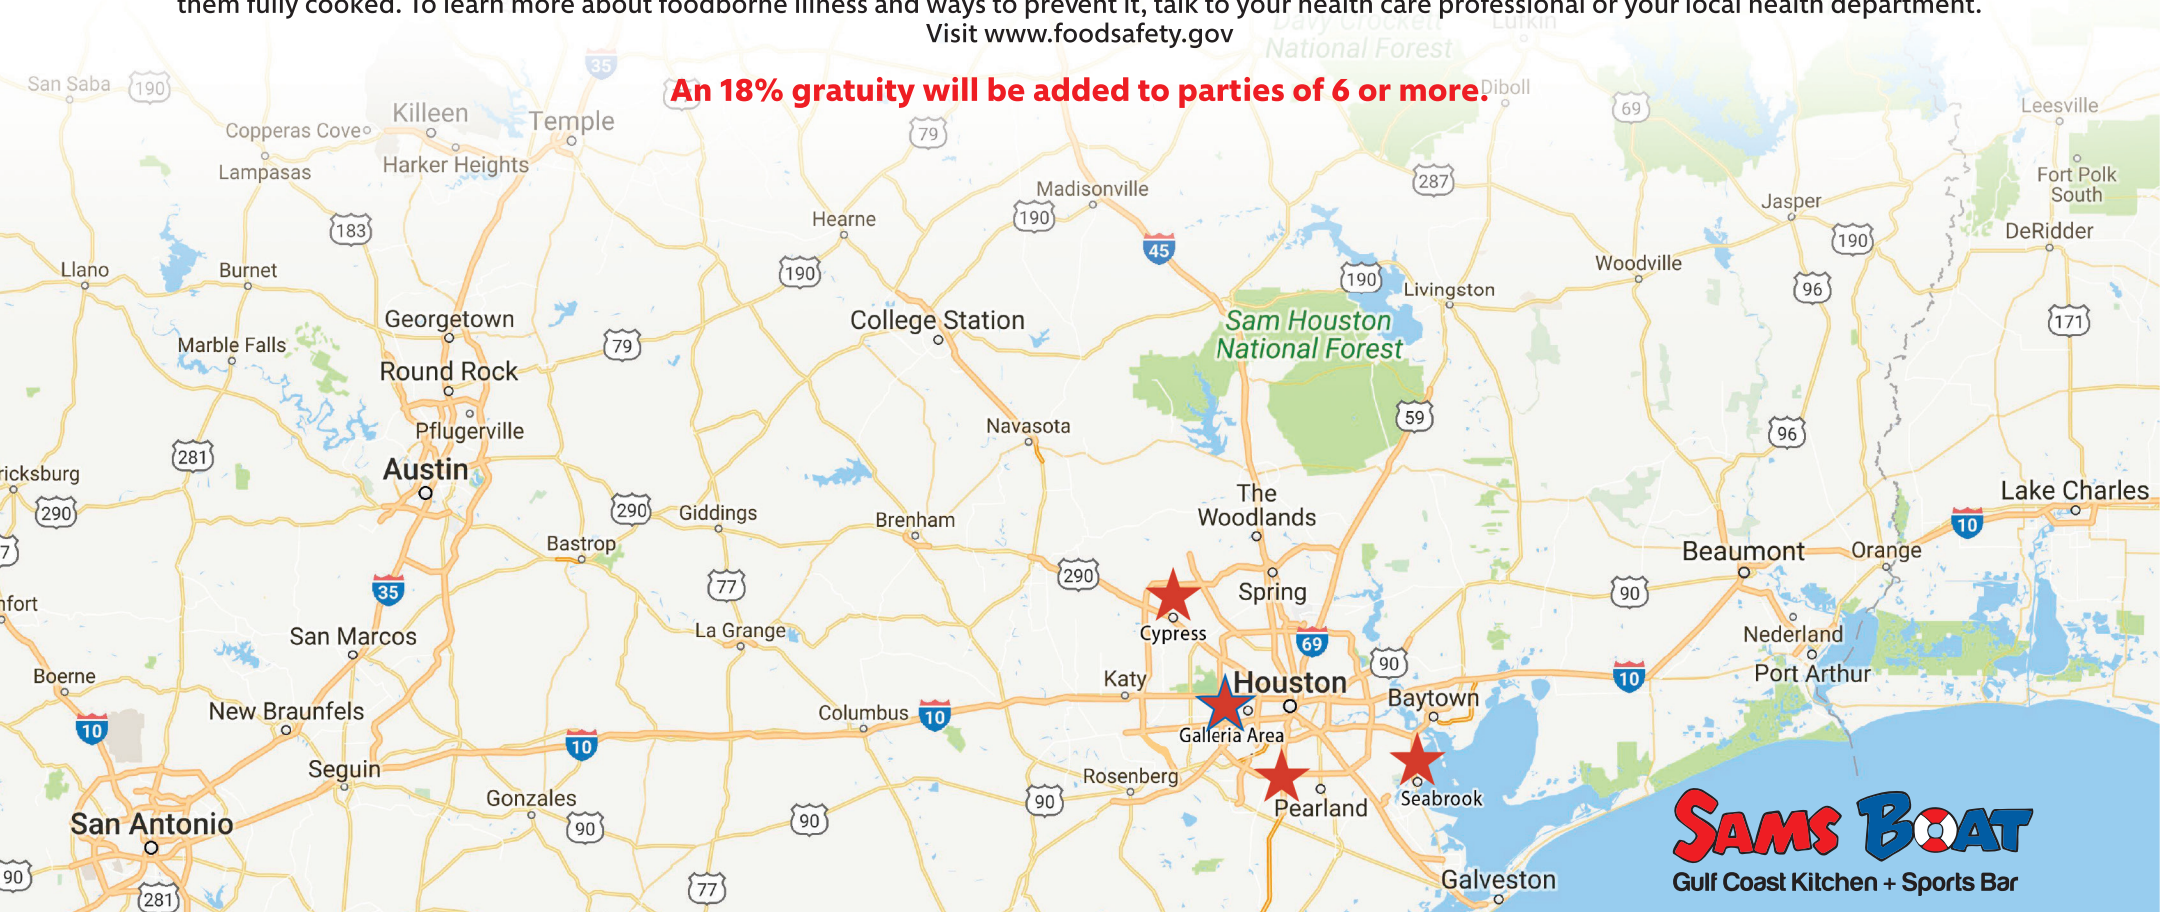 them fully cooked. To learn more about foodborne illness and ways to prevent it, talk to your health care professional or your local health department.
Visit www.foodsafety.gov
Davy Crockett
National Forest
Lufkin
35
An 18% gratuity will be added to parties of 6 or more.
San Saba
190
Diboll
69
Leesville
Killeen
Temple
Copperas Cove
79
Harker Heights
Lampasas
287
Fort Polk
South
Madisonville
190
Jasper
183
Hearne
45
190
DeRidder
Llano
Burnet
190
190
Woodville
Livingston
96
Georgetown
College Station
Sam Houston
National Forest
171
Marble Falls
79
Round Rock
59
Pflugerville
Navasota
96
281
Austin
ricksburg
290
290
Giddings
Brenham
The
Woodlands
Lake Charles
10
7
Bastrop
Beaumont
Orange
35
77
290
Spring
90
nfort
San Marcos
La Grange
Cypress
69
Nederland
Boerne
Katy
Houston
90
Baytown
10
Port Arthur
New Braunfels
Columbus
10
10
10
Galleria Area
Seguin
Rosenberg
Seabrook
Gonzales
90
90
90
Pearland
San Antonio
SAMS BOAT
Gulf Coast Kitchen + Sports Bar
90
281
77
Galveston